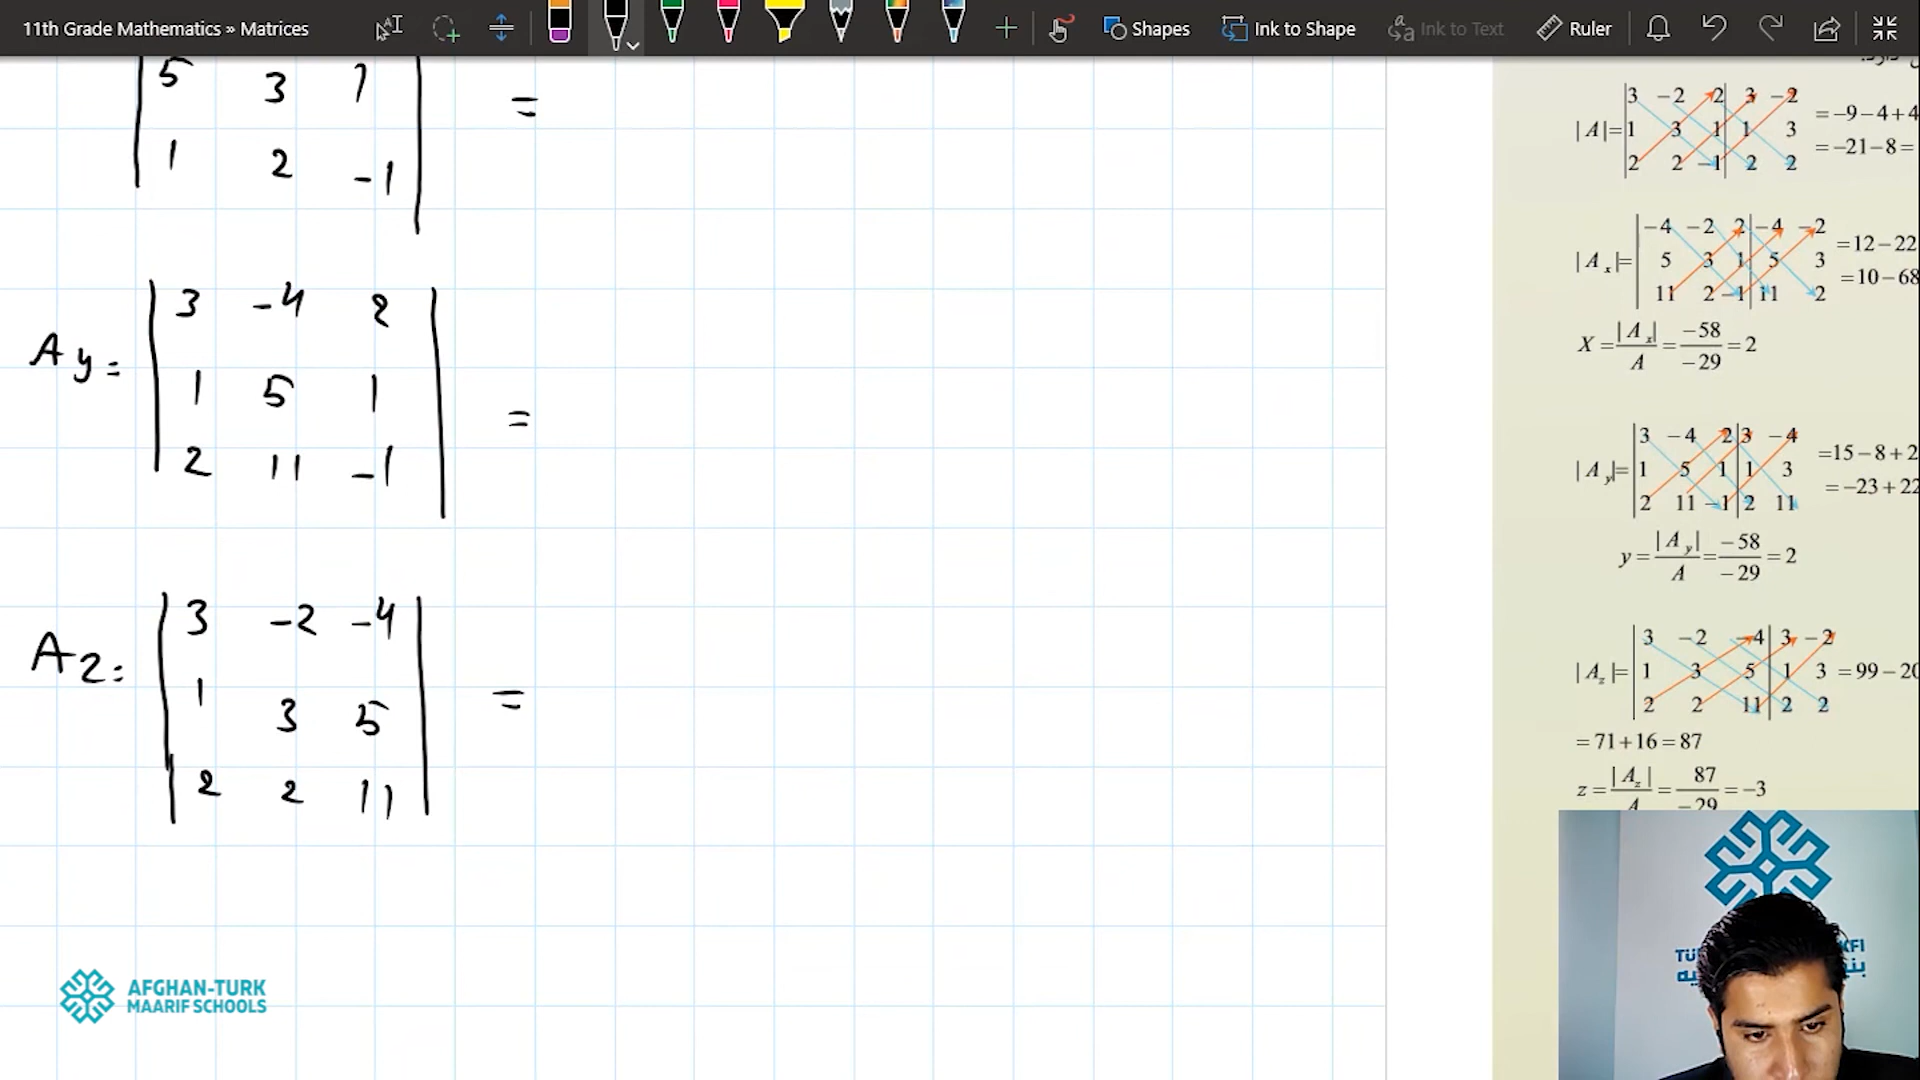 11th Grade Mathematics » Matrices
Shapes
Ink to Shape
Ink to Text
Ruler
5 3 1
1 2 -1
=
Ay =
3 -4 2
1 5 1
2 11 -1
=
Az =
3 -2 -4
1 3 5
2 2 11
=
AFGHAN-TURK
MAARIF SCHOOLS
3 -2 2 3 -2
|A|= 1 3 1 1 3
2 2 -1 2 2
= -9 - 4 + 4
= -21 - 8 =
-4 -2 2 -4 -2
|A x|= 5 3 1 5 3
11 2 -1 11 2
= 12 - 22
= 10 - 68
X = |A x| / A = -58 / -29 = 2
3 -4 2 3 -4
|A y|= 1 5 1 1 3
2 11 -1 2 11
= 15 - 8 + 2
= -23 + 22
y = |A y| / A = -58 / -29 = 2
3 -2 -4 3 -2
|A z|= 1 3 5 1 3 = 99 - 20
2 2 11 2 2
= 71 + 16 = 87
z = |A z| / A = 87 / -29 = -3